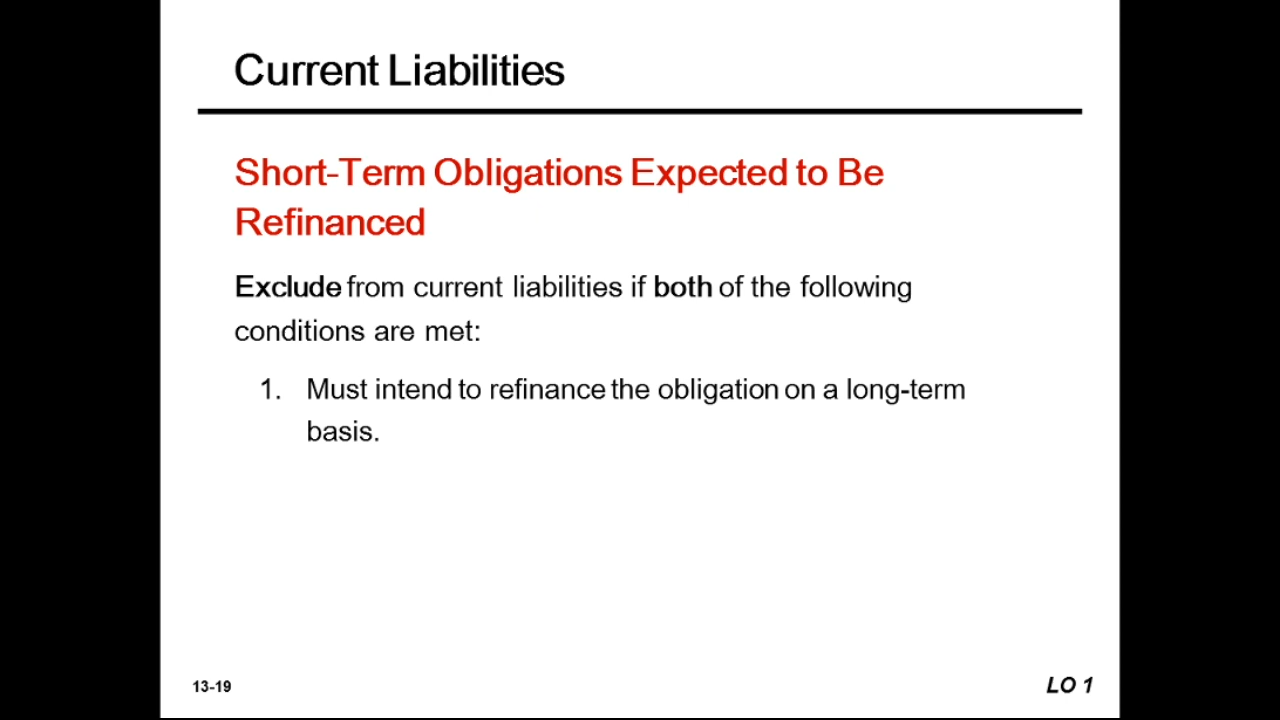 Current Liabilities
Short-Term Obligations Expected to Be
Refinanced
Exclude from current liabilities if both of the following
conditions are met:
1. Must intend to refinance the obligation on a long-term
basis.
13-19
LO 1